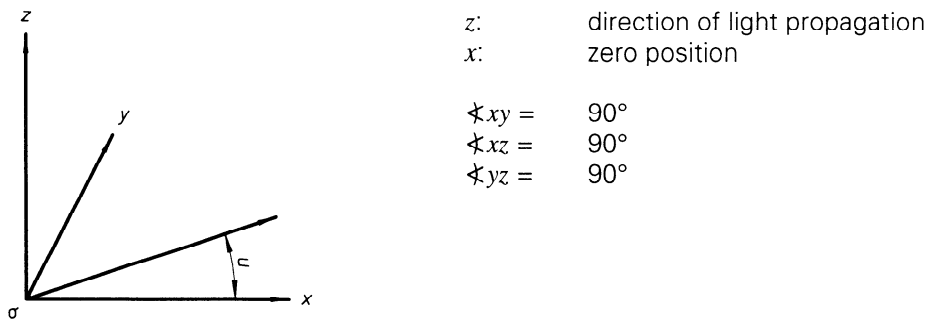 z
y
n
x
σ
z: direction of light propagation
x: zero position
∢xy = 90°
∢xz = 90°
∢yz = 90°